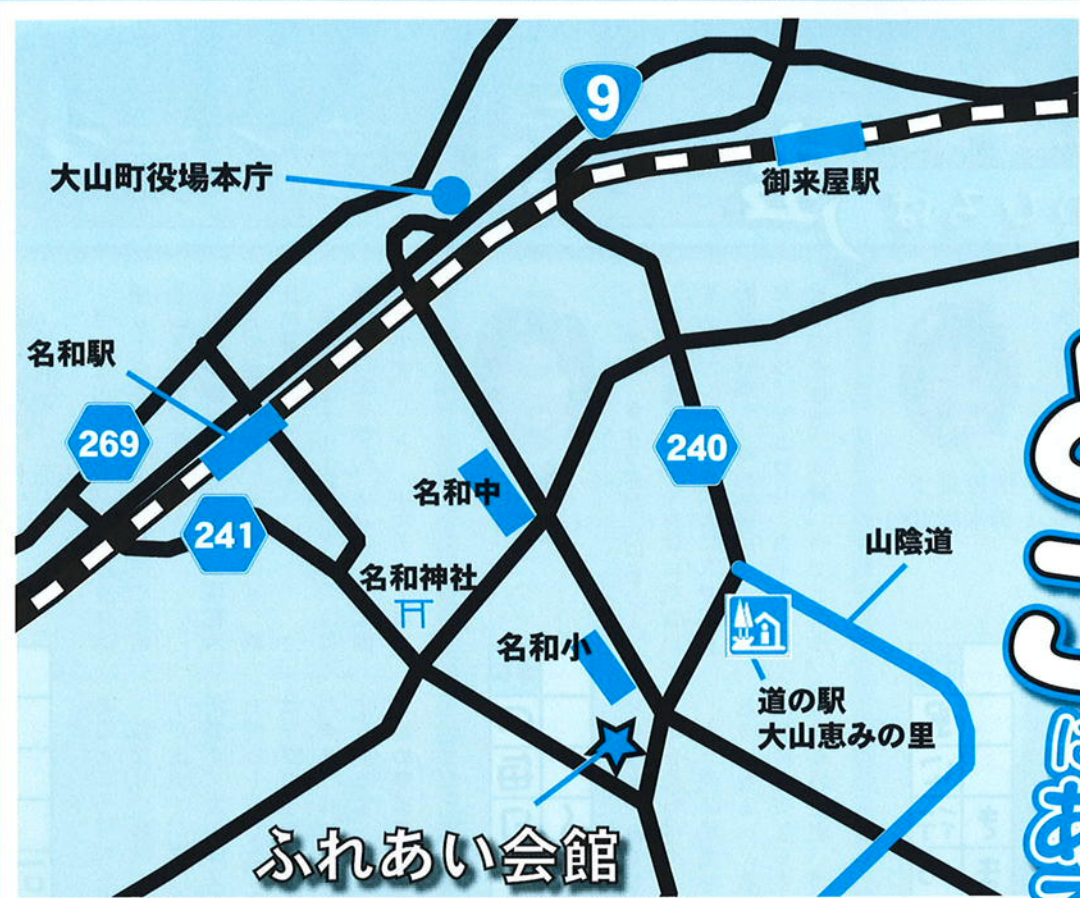 9
大山町役場本庁
御来屋駅
名和駅
269
240
名和中
241
山陰道
名和神社
名和小
道の駅
大山恵みの里
ふれあい会館